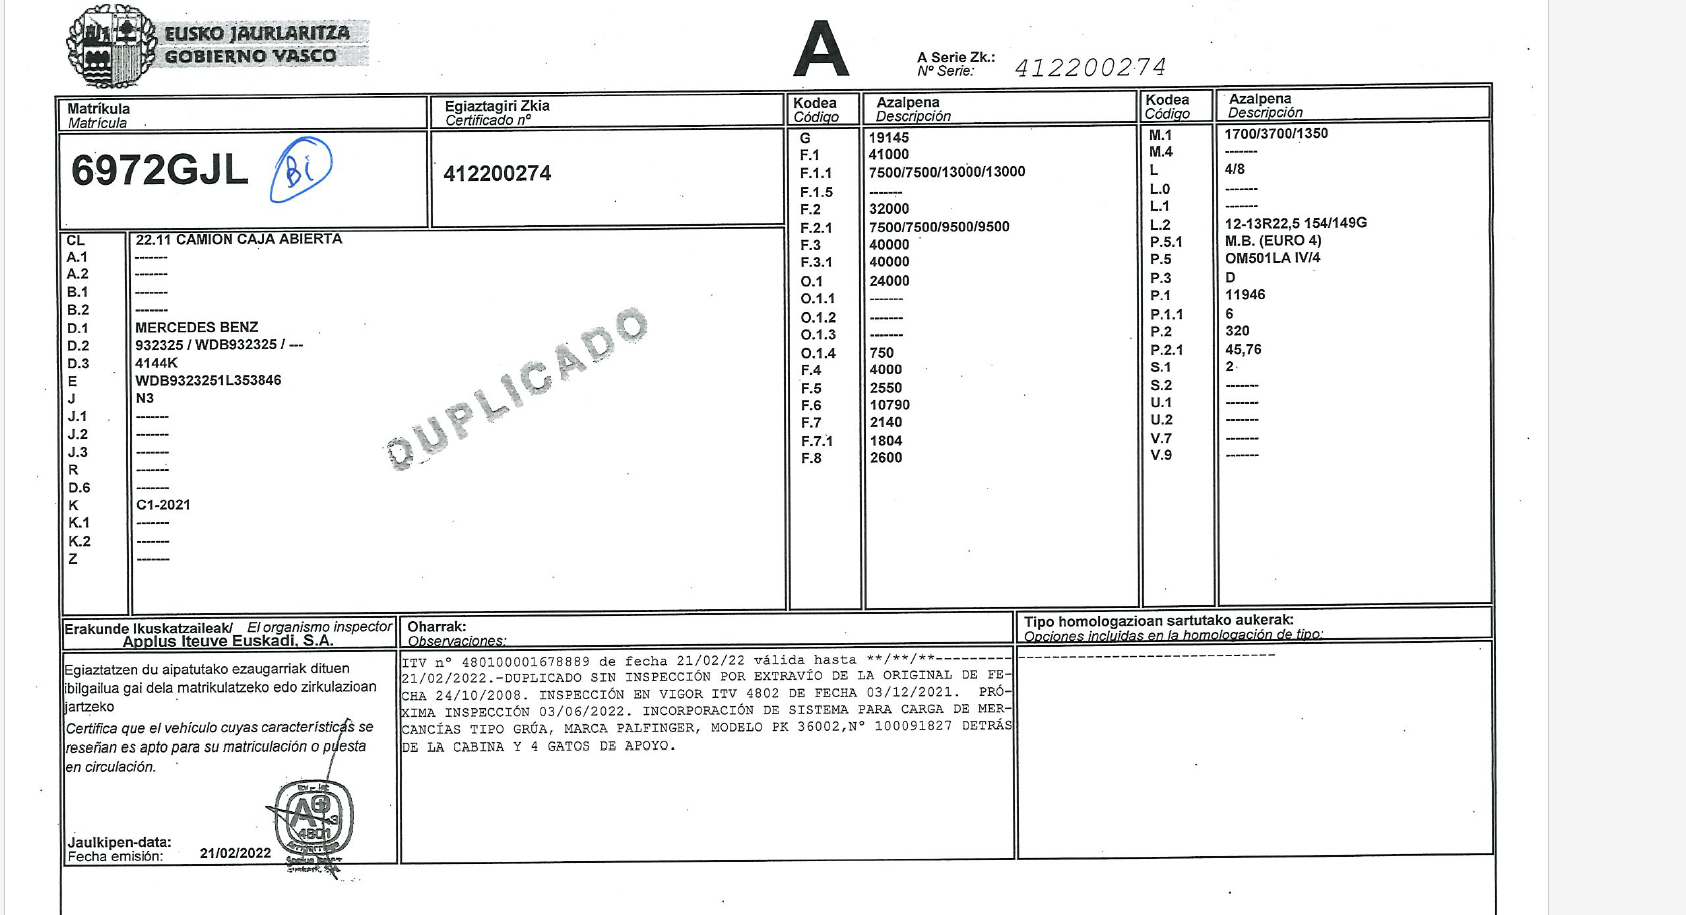 EUSKO JAURLARITZA
GOBIERNO VASCO
A
A Serie Zk.:
Nº Serie: 412200274
Matríkula
Matrícula
Egiaztagiri Zkia
Certificado nº
Kodea
Código
Azalpena
Descripción
Kodea
Código
Azalpena
Descripción
6972GJL Bi
412200274
CL 22.11 CAMION CAJA ABIERTA
A.1 -------
A.2 -------
B.1 -------
B.2 -------
D.1 MERCEDES BENZ
D.2 932325 / WDB932325 / ---
D.3 4144K
E WDB9323251L353846
J N3
J.1 -------
J.2 -------
J.3 -------
R -------
D.6 -------
K C1-2021
K.1 -------
K.2 -------
Z -------
DUPLICADO
G 19145
F.1 41000
F.1.1 7500/7500/13000/13000
F.1.5 -------
F.2 32000
F.2.1 7500/7500/9500/9500
F.3 40000
F.3.1 40000
O.1 24000
O.1.1 -------
O.1.2 -------
O.1.3 -------
O.1.4 750
F.4 4000
F.5 2550
F.6 10790
F.7 2140
F.7.1 1804
F.8 2600
M.1 1700/3700/1350
M.4 -------
L 4/8
L.0 -------
L.1 -------
L.2 12-13R22,5 154/149G
P.5.1 M.B. (EURO 4)
P.5 OM501LA IV/4
P.3 D
P.1 11946
P.1.1 6
P.2 320
P.2.1 45,76
S.1 2
S.2 -------
U.1 -------
U.2 -------
V.7 -------
V.9 -------
Erakunde Ikuskatzaileak/ El organismo inspector
Applus Iteuve Euskadi, S.A.
Egiaztatzen du aipatutako ezaugarriak dituen
ibilgailua gai dela matrikulatzeko edo zirkulazioan
jartzeko
Certifica que el vehículo cuyas características se
reseñan es apto para su matriculación o puesta
en circulación.
4801
Jaulkipen-data:
Fecha emisión: 21/02/2022
Oharrak:
Observaciones:
ITV nº 480100001678889 de fecha 21/02/22 válida hasta **/**/**----------
21/02/2022.-DUPLICADO SIN INSPECCIÓN POR EXTRAVÍO DE LA ORIGINAL DE FE-
CHA 24/10/2008. INSPECCIÓN EN VIGOR ITV 4802 DE FECHA 03/12/2021. PRÓ-
XIMA INSPECCIÓN 03/06/2022. INCORPORACIÓN DE SISTEMA PARA CARGA DE MER-
CANCÍAS TIPO GRÚA, MARCA PALFINGER, MODELO PK 36002,Nº 100091827 DETRÁS
DE LA CABINA Y 4 GATOS DE APOYO.
Tipo homologazioan sartutako aukerak:
Opciones incluidas en la homologación de tipo:
------------------------------